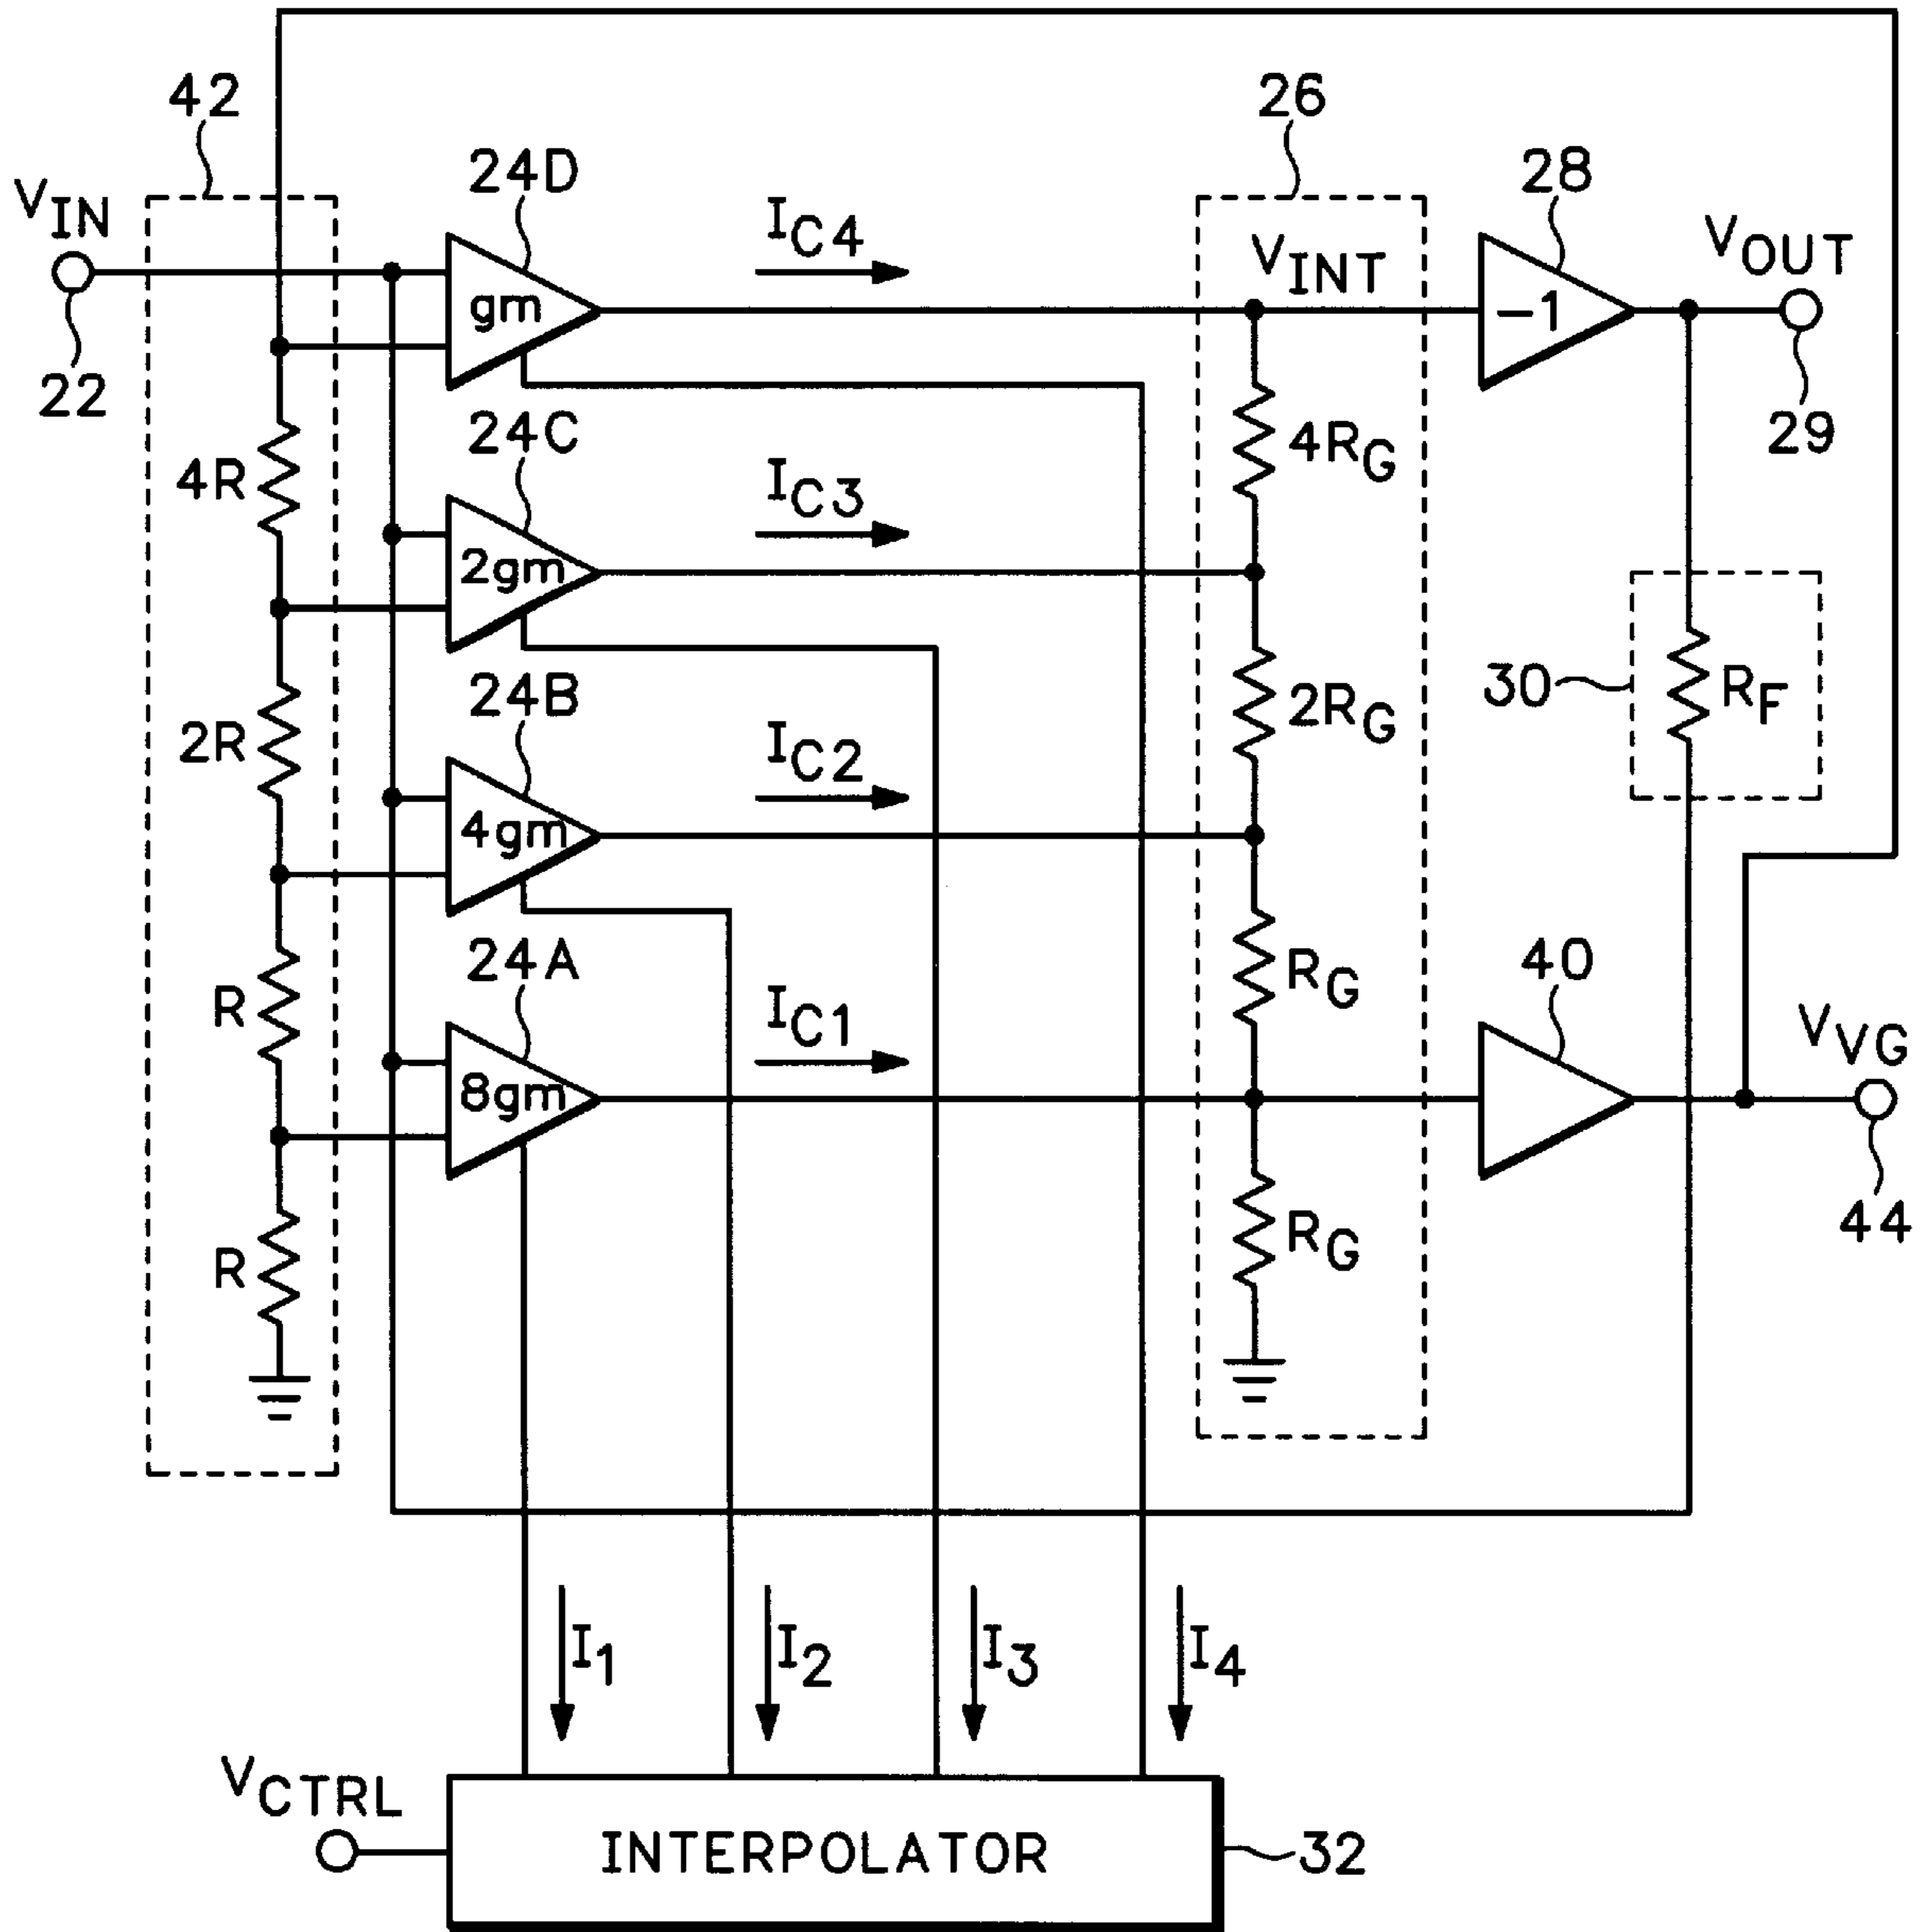 42
26
24D
28
V_IN
I_C4
V_INT
V_OUT
gm
-1
22
29
24C
4R_G
4R
I_C3
2gm
24B
30
R_F
2R
I_C2
2R_G
4gm
24A
40
R
I_C1
R_G
V_VG
8gm
R
R_G
44
I_1
I_2
I_3
I_4
V_CTRL
INTERPOLATOR
32